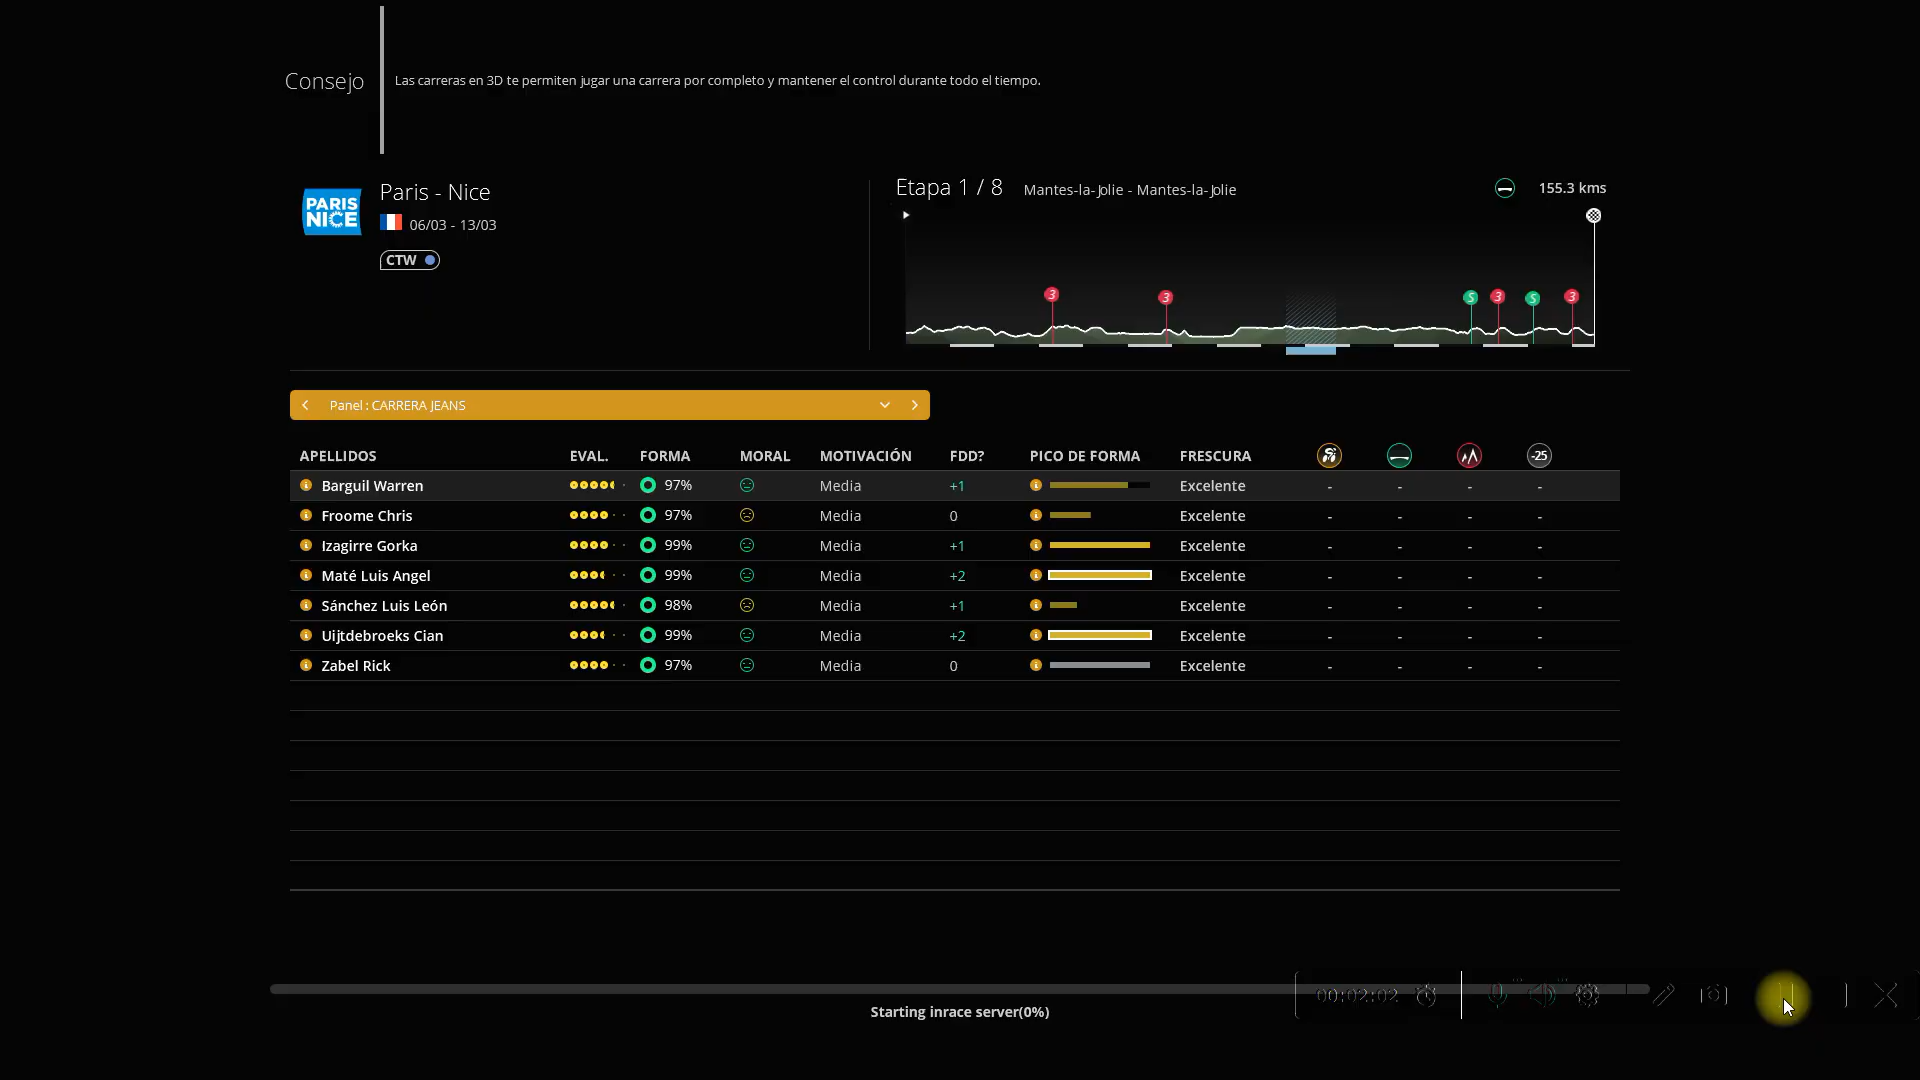 Consejo
Las carreras en 3D te permiten jugar una carrera por completo y mantener el control durante todo el tiempo.
PARIS
NICE
Paris - Nice
06/03 - 13/03
CTW
Etapa 1 / 8 Mantes-la-Jolie - Mantes-la-Jolie 155.3 kms
3 3 S 3 S 3
Panel : CARRERA JEANS
APELLIDOS EVAL. FORMA MORAL MOTIVACIÓN FDD? PICO DE FORMA FRESCURA -25
Barguil Warren 97% Media +1 Excelente - - - -
Froome Chris 97% Media 0 Excelente - - - -
Izagirre Gorka 99% Media +1 Excelente - - - -
Maté Luis Angel 99% Media +2 Excelente - - - -
Sánchez Luis León 98% Media +1 Excelente - - - -
Uijtdebroeks Cian 99% Media +2 Excelente - - - -
Zabel Rick 97% Media 0 Excelente - - - -
00:02:02
Starting inrace server(0%)